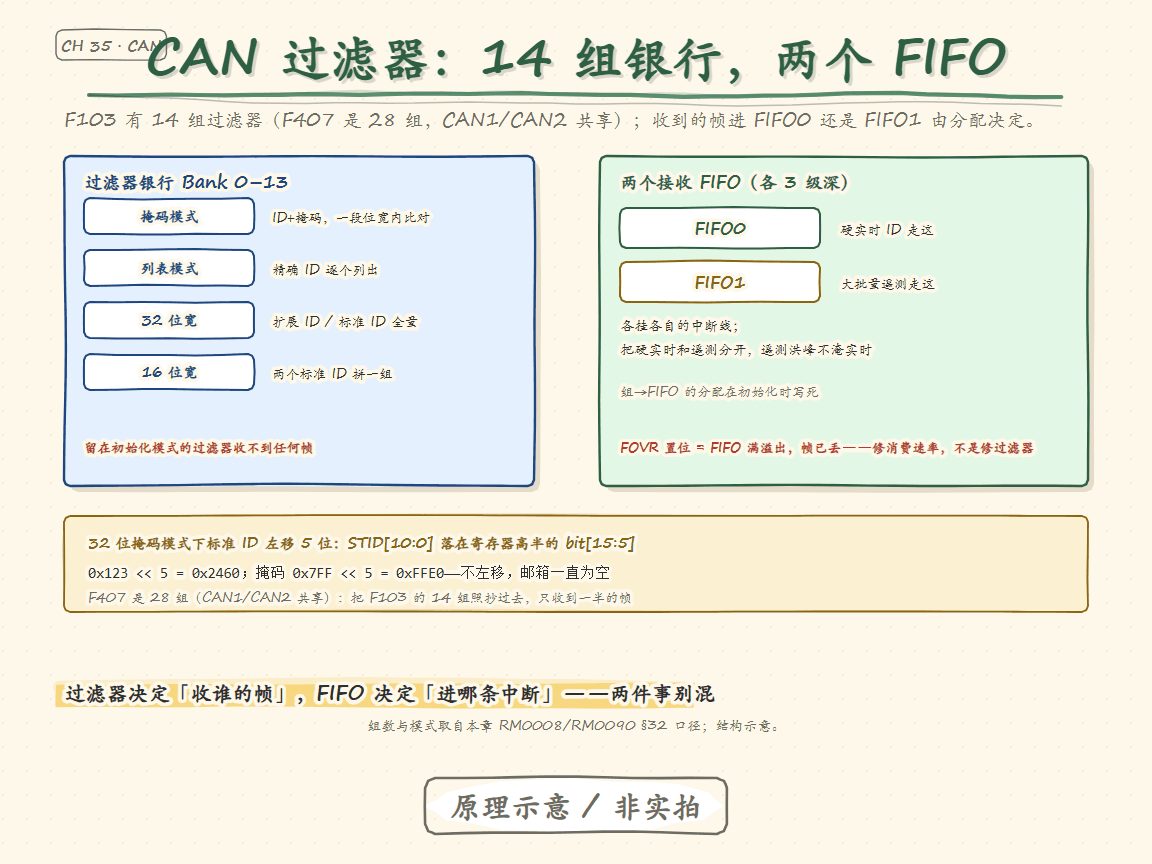 CH 35 · CAN
CAN 过滤器：14 组银行，两个 FIFO
F103 有 14 组过滤器（F407 是 28 组，CAN1/CAN2 共享）；收到的帧进 FIFO0 还是 FIFO1 由分配决定。
过滤器银行 Bank 0–13
掩码模式
ID+掩码，一段位宽内比对
列表模式
精确 ID 逐个列出
32 位宽
扩展 ID / 标准 ID 全量
16 位宽
两个标准 ID 拼一组
留在初始化模式的过滤器收不到任何帧
两个接收 FIFO（各 3 级深）
FIFO0
硬实时 ID 走这
FIFO1
大批量遥测走这
各挂各自的中断线；
把硬实时和遥测分开，遥测洪峰不淹实时
组→FIFO 的分配在初始化时写死
FOVR 置位 = FIFO 满溢出，帧已丢——修消费速率，不是修过滤器
32 位掩码模式下标准 ID 左移 5 位：STID[10:0] 落在寄存器高半的 bit[15:5]
0x123 << 5 = 0x2460；掩码 0x7FF << 5 = 0xFFE0——不左移，邮箱一直为空
F407 是 28 组（CAN1/CAN2 共享）：把 F103 的 14 组照抄过去，只收到一半的帧
过滤器决定「收谁的帧」，FIFO 决定「进哪条中断」——两件事别混
组数与模式取自本章 RM0008/RM0090 §32 口径；结构示意。
原理示意 / 非实拍